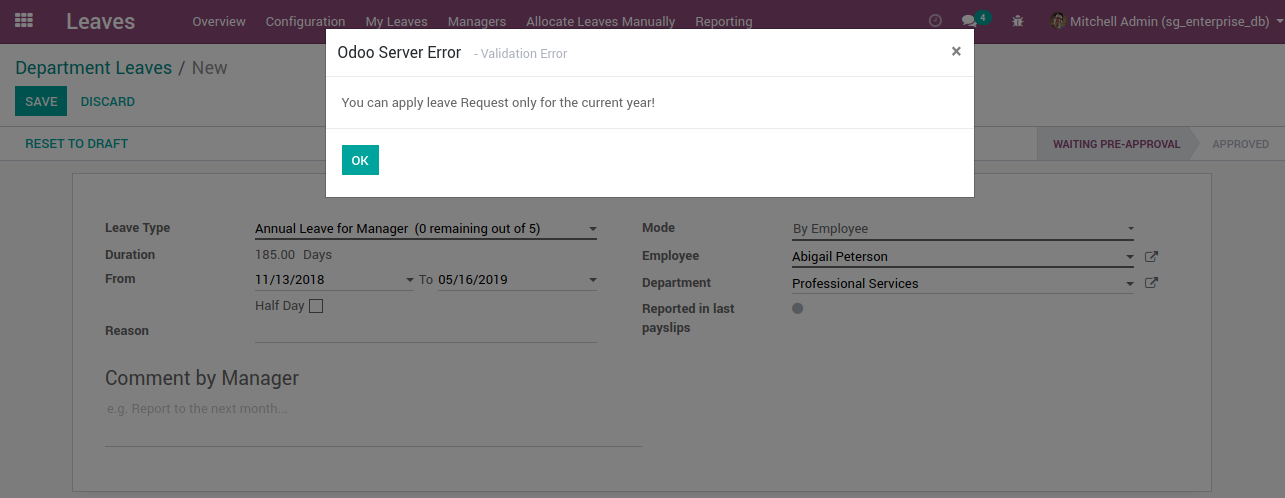 Leaves Overview Configuration My Leaves Managers Allocate Leaves Manually Reporting 4 Mitchell Admin (sg_enterprise_db)
Odoo Server Error - Validation Error ×
Department Leaves / New
SAVE DISCARD
You can apply leave Request only for the current year!
RESET TO DRAFT
WAITING PRE-APPROVAL APPROVED
OK
Leave Type Annual Leave for Manager (0 remaining out of 5)
Duration 185.00 Days
From 11/13/2018 To 05/16/2019
Half Day
Reason
Mode By Employee
Employee Abigail Peterson
Department Professional Services
Reported in last
payslips
Comment by Manager
e.g. Report to the next month...